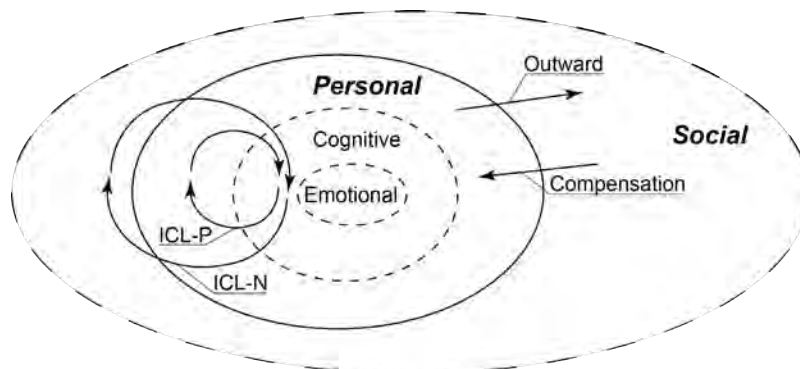 Outward
Personal
Cognitive
Social
Emotional
Compensation
ICL-P
ICL-N